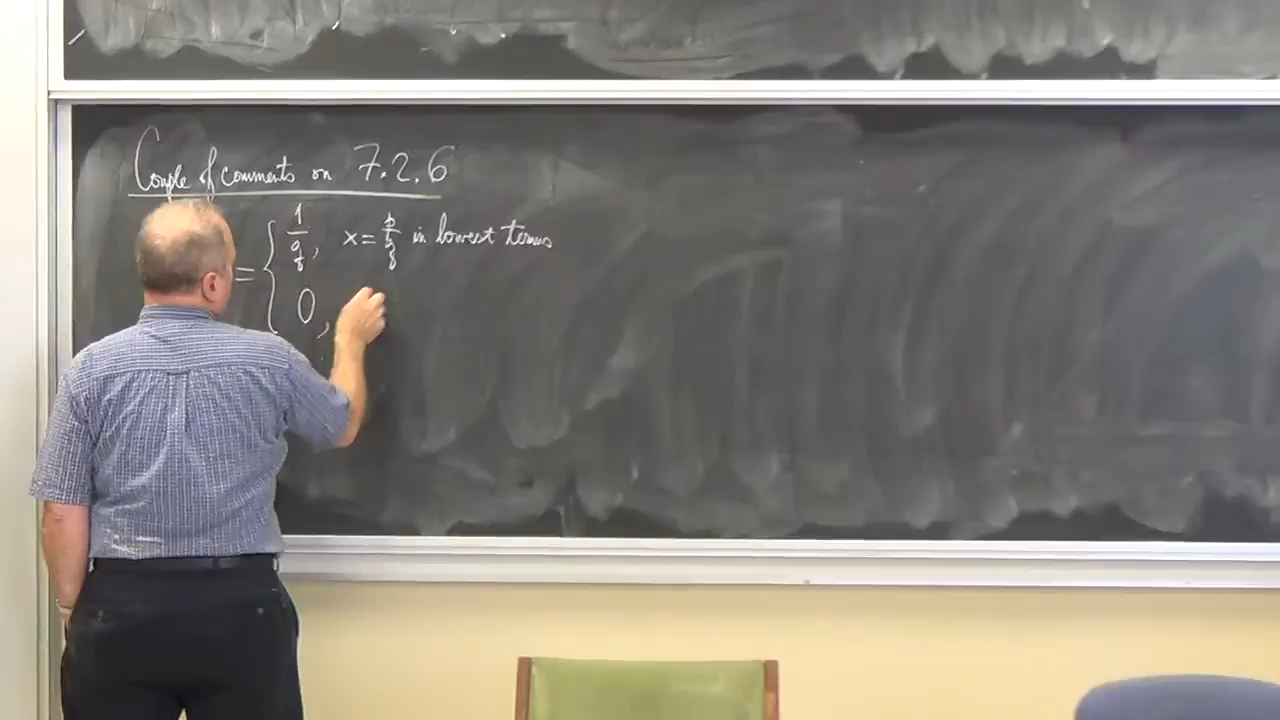 Couple of comments on 7.2.6
= { 1/q, x = p/q in lowest terms
0,